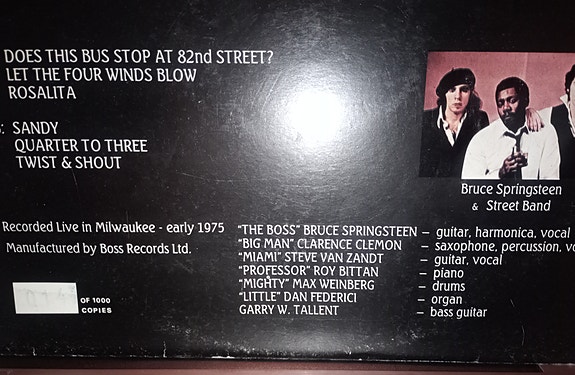 DOES THIS BUS STOP AT 82nd STREET?
LET THE FOUR WINDS BLOW
ROSALITA
: SANDY
QUARTER TO THREE
TWIST & SHOUT
Bruce Springsteen
& Street Band
Recorded Live in Milwaukee - early 1975
Manufactured by Boss Records Ltd.
OF 1000
COPIES
"THE BOSS" BRUCE SPRINGSTEEN – guitar, harmonica, vocal
"BIG MAN" CLARENCE CLEMON – saxophone, percussion,
"MIAMI" STEVE VAN ZANDT – guitar, vocal
"PROFESSOR" ROY BITTAN – piano
"MIGHTY" MAX WEINBERG – drums
"LITTLE" DAN FEDERICI – organ
GARRY W. TALLENT – bass guitar